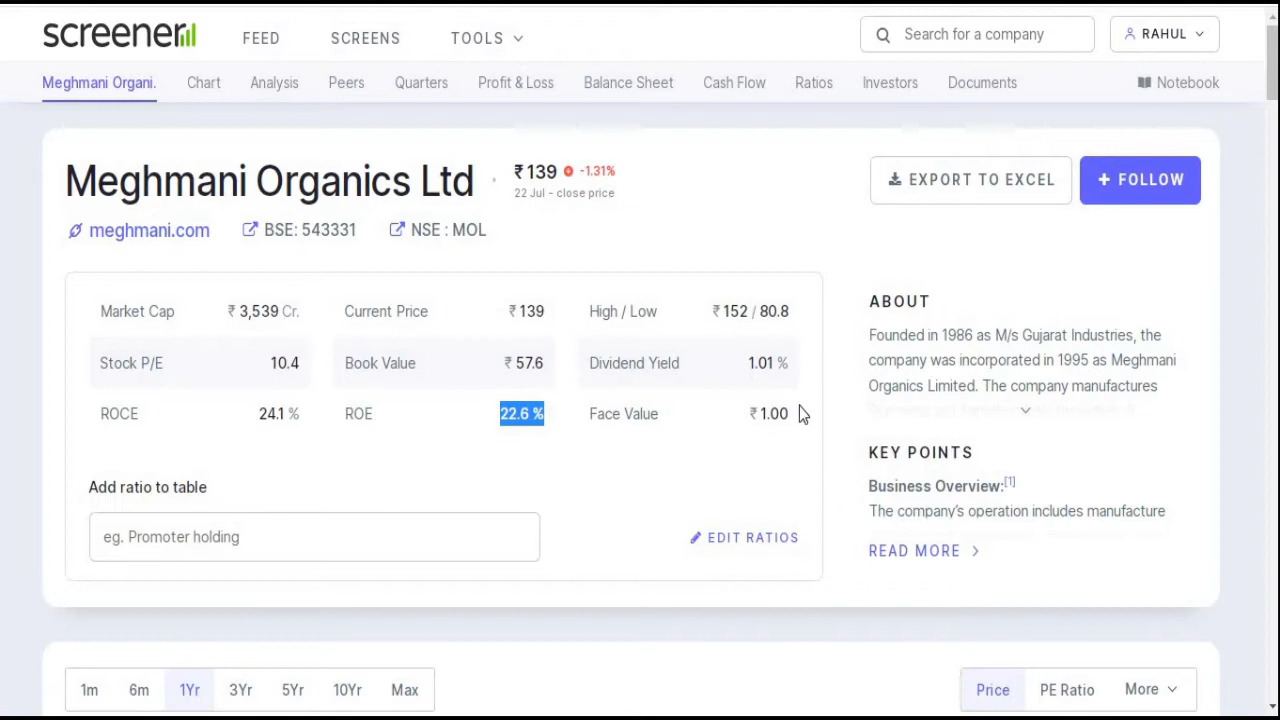 screener
FEED SCREENS TOOLS
Search for a company
RAHUL
Meghmani Organi. Chart Analysis Peers Quarters Profit & Loss Balance Sheet Cash Flow Ratios Investors Documents Notebook
Meghmani Organics Ltd
₹ 139 -1.31%
22 Jul - close price
EXPORT TO EXCEL
+ FOLLOW
meghmani.com BSE: 543331 NSE : MOL
Market Cap ₹ 3,539 Cr. Current Price ₹ 139 High / Low ₹ 152 / 80.8
Stock P/E 10.4 Book Value ₹ 57.6 Dividend Yield 1.01 %
ROCE 24.1 % ROE 22.6 % Face Value ₹ 1.00
Add ratio to table
eg. Promoter holding
EDIT RATIOS
ABOUT
Founded in 1986 as M/s Gujarat Industries, the
company was incorporated in 1995 as Meghmani
Organics Limited. The company manufactures
KEY POINTS
Business Overview:[1]
The company's operation includes manufacture
READ MORE
1m 6m 1Yr 3Yr 5Yr 10Yr Max
Price PE Ratio More